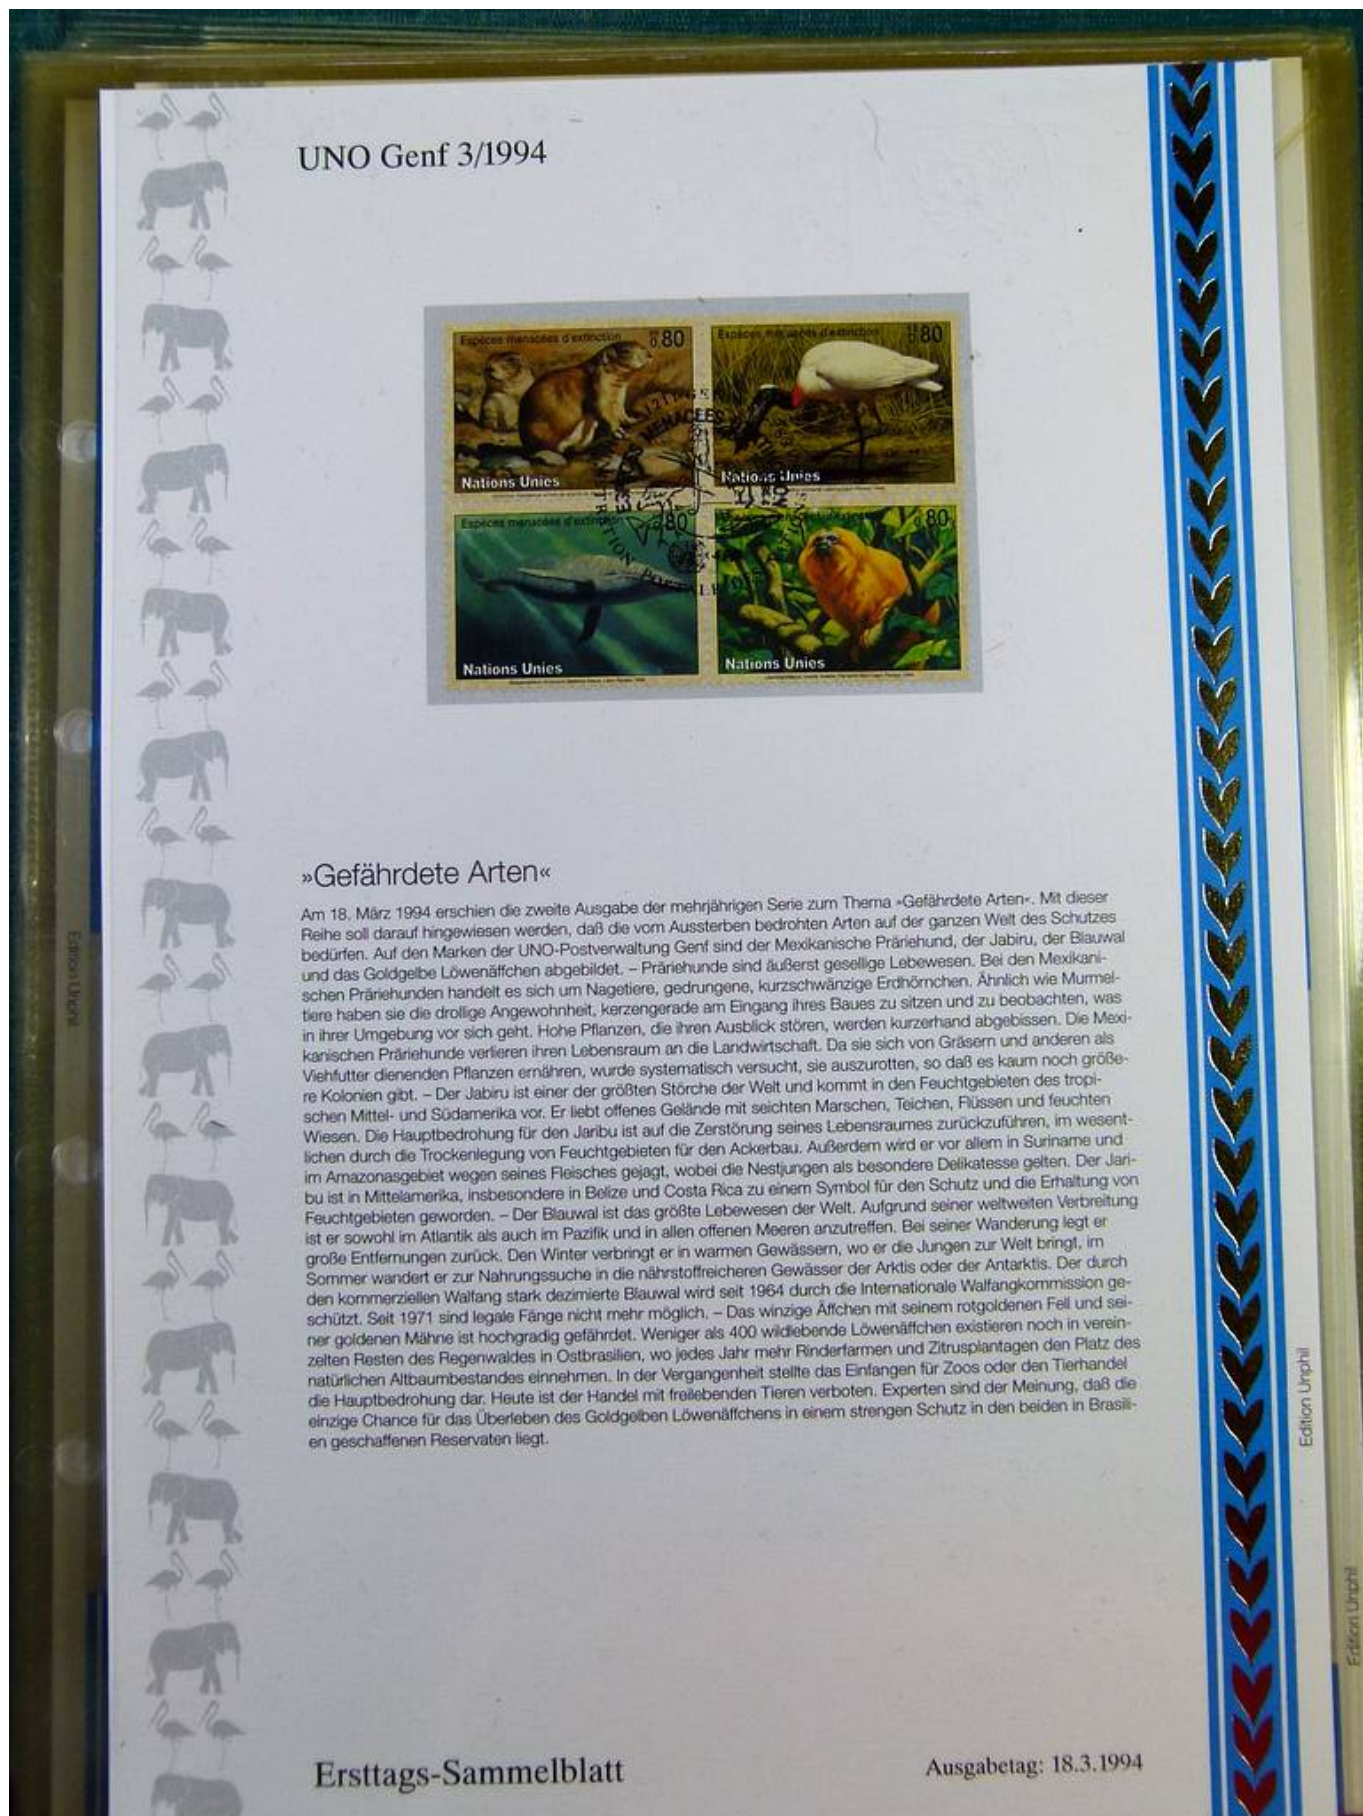 UNO Genf 3/1994
Espèces menacées d'extinction 0,80
Nations Unies
Espèces menacées d'extinction 80
Nations Unies
Espèces menacées d'extinction 80
Nations Unies
0,80
Nations Unies
»Gefährdete Arten«
Am 18. März 1994 erschien die zweite Ausgabe der mehrjährigen Serie zum Thema »Gefährdete Arten«. Mit dieser
Reihe soll darauf hingewiesen werden, daß die vom Aussterben bedrohten Arten auf der ganzen Welt des Schutzes
bedürfen. Auf den Marken der UNO-Postverwaltung Genf sind der Mexikanische Präriehund, der Jabiru, der Blauwal
und das Goldgelbe Löwenäffchen abgebildet. – Präriehunde sind äußerst gesellige Lebewesen. Bei den Mexikani-
schen Präriehunden handelt es sich um Nagetiere, gedrungene, kurzschwänzige Erdhörnchen. Ähnlich wie Murmel-
tiere haben sie die drollige Angewohnheit, kerzengerade am Eingang ihres Baues zu sitzen und zu beobachten, was
in ihrer Umgebung vor sich geht. Hohe Pflanzen, die ihren Ausblick stören, werden kurzerhand abgebissen. Die Mexi-
kanischen Präriehunde verlieren ihren Lebensraum an die Landwirtschaft. Da sie sich von Gräsern und anderen als
Viehfutter dienenden Pflanzen ernähren, wurde systematisch versucht, sie auszurotten, so daß es kaum noch größe-
re Kolonien gibt. – Der Jabiru ist einer der größten Störche der Welt und kommt in den Feuchtgebieten des tropi-
schen Mittel- und Südamerika vor. Er liebt offenes Gelände mit seichten Marschen, Teichen, Flüssen und feuchten
Wiesen. Die Hauptbedrohung für den Jaribu ist auf die Zerstörung seines Lebensraumes zurückzuführen, im wesent-
lichen durch die Trockenlegung von Feuchtgebieten für den Ackerbau. Außerdem wird er vor allem in Suriname und
im Amazonasgebiet wegen seines Fleisches gejagt, wobei die Nestjungen als besondere Delikatesse gelten. Der Jari-
bu ist in Mittelamerika, insbesondere in Belize und Costa Rica zu einem Symbol für den Schutz und die Erhaltung von
Feuchtgebieten geworden. – Der Blauwal ist das größte Lebewesen der Welt. Aufgrund seiner weltweiten Verbreitung
ist er sowohl im Atlantik als auch im Pazifik und in allen offenen Meeren anzutreffen. Bei seiner Wanderung legt er
große Entfernungen zurück. Den Winter verbringt er in warmen Gewässern, wo er die Jungen zur Welt bringt, im
Sommer wandert er zur Nahrungssuche in die nährstoffreicheren Gewässer der Arktis oder der Antarktis. Der durch
den kommerziellen Walfang stark dezimierte Blauwal wird seit 1964 durch die Internationale Walfangkommission ge-
schützt. Seit 1971 sind legale Fänge nicht mehr möglich. – Das winzige Äffchen mit seinem rotgoldenen Fell und sei-
ner goldenen Mähne ist hochgradig gefährdet. Weniger als 400 wildlebende Löwenäffchen existieren noch in verein-
zelten Resten des Regenwaldes in Ostbrasilien, wo jedes Jahr mehr Rinderfarmen und Zitrusplantagen den Platz des
natürlichen Altbaumbestandes einnehmen. In der Vergangenheit stellte das Einfangen für Zoos oder den Tierhandel
die Hauptbedrohung dar. Heute ist der Handel mit freilebenden Tieren verboten. Experten sind der Meinung, daß die
einzige Chance für das Überleben des Goldgelben Löwenäffchens in einem strengen Schutz in den beiden in Brasili-
en geschaffenen Reservaten liegt.
Edition Unphil
Edition Unphil
Edition Unphil
Ersttags-Sammelblatt
Ausgabetag: 18.3.1994